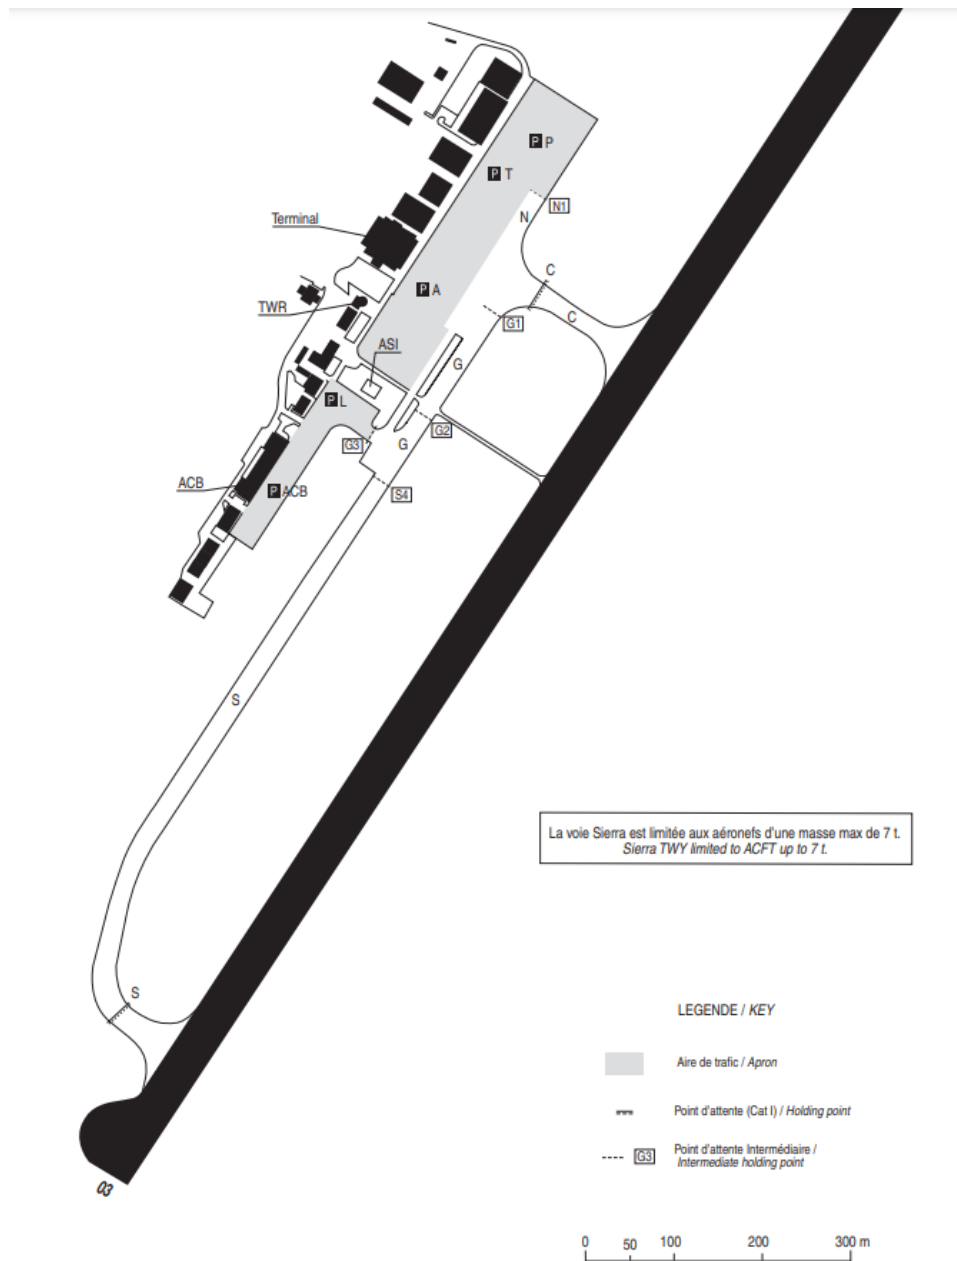 P P
P T
N1
N
Terminal
C
P A
TWR
C
G1
ASI
G
P L
G2
G3
G
ACB
P ACB
S4
S
La voie Sierra est limitée aux aéronefs d'une masse max de 7 t.
Sierra TWY limited to ACFT up to 7 t.
S
LEGENDE / KEY
Aire de trafic / Apron
Point d'attente (Cat I) / Holding point
G3 Point d'attente Intermédiaire /
Intermediate holding point
03
0 50 100 200 300 m